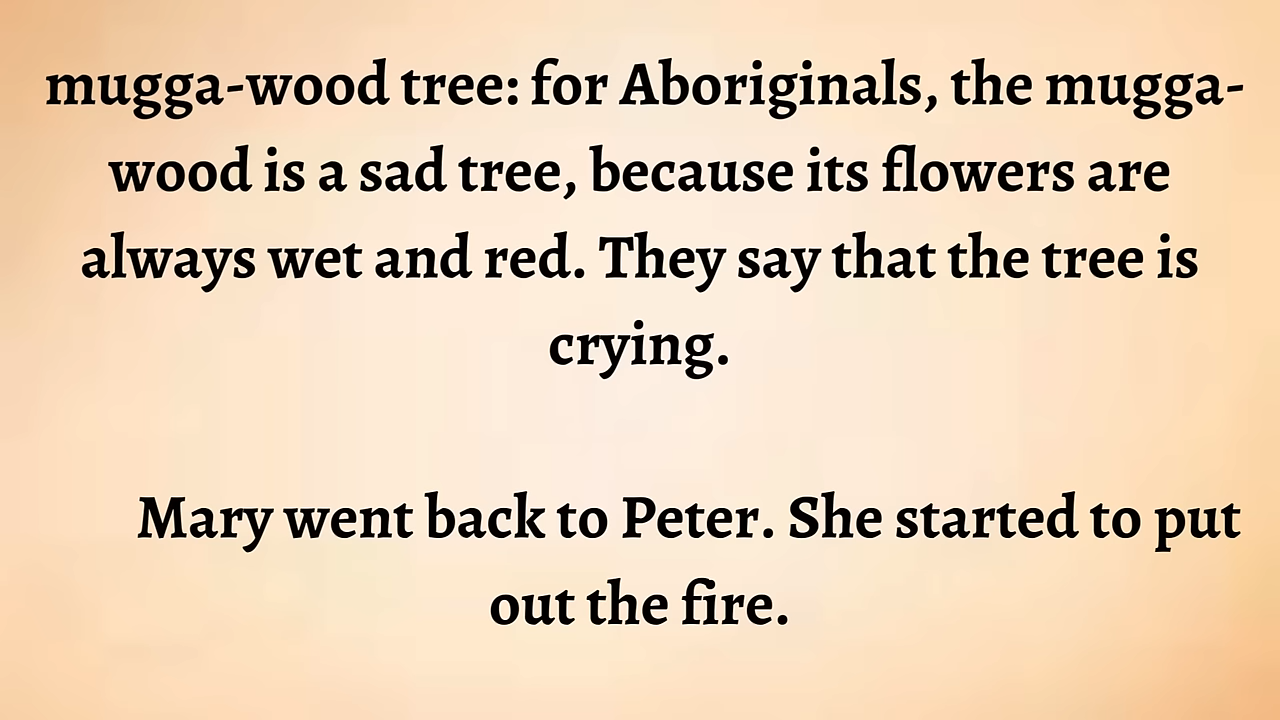 mugga-wood tree: for Aboriginals, the mugga-
wood is a sad tree, because its flowers are
always wet and red. They say that the tree is
crying.
Mary went back to Peter. She started to put
out the fire.